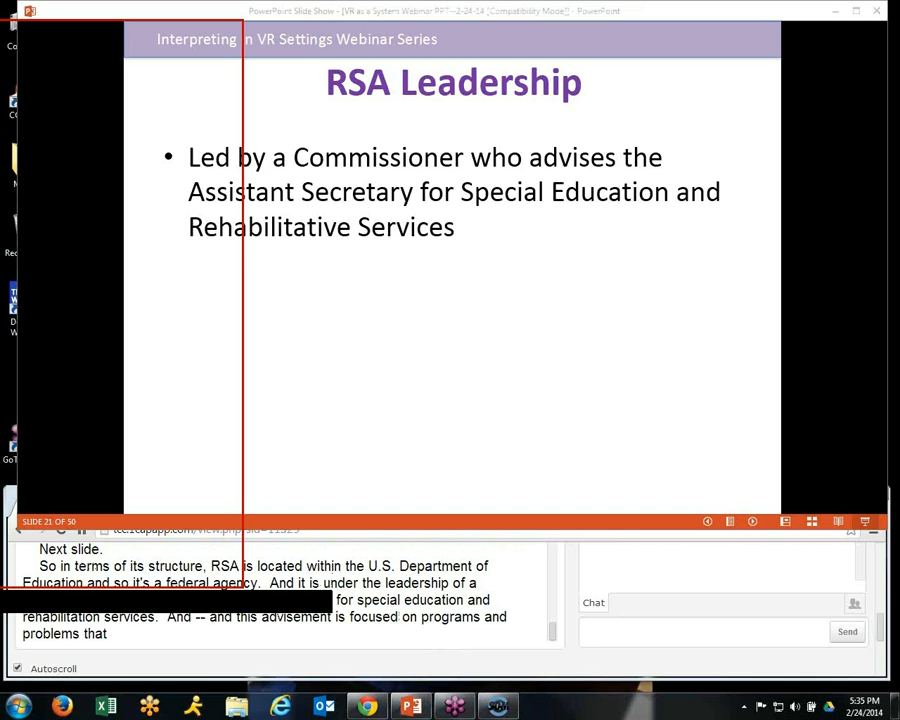 PowerPoint Slide Show - [VR as a System Webinar PPT--2-24-14 [Compatibility Mode]] - PowerPoint
Interpreting in VR Settings Webinar Series
RSA Leadership
• Led by a Commissioner who advises the
Assistant Secretary for Special Education and
Rehabilitative Services
SLIDE 21 OF 50
Next slide.
So in terms of its structure, RSA is located within the U.S. Department of
Education and so it's a federal agency. And it is under the leadership of a
for special education and
rehabilitation services. And -- and this advisement is focused on programs and
problems that
Autoscroll
Chat
Send
5:35 PM
2/24/2014